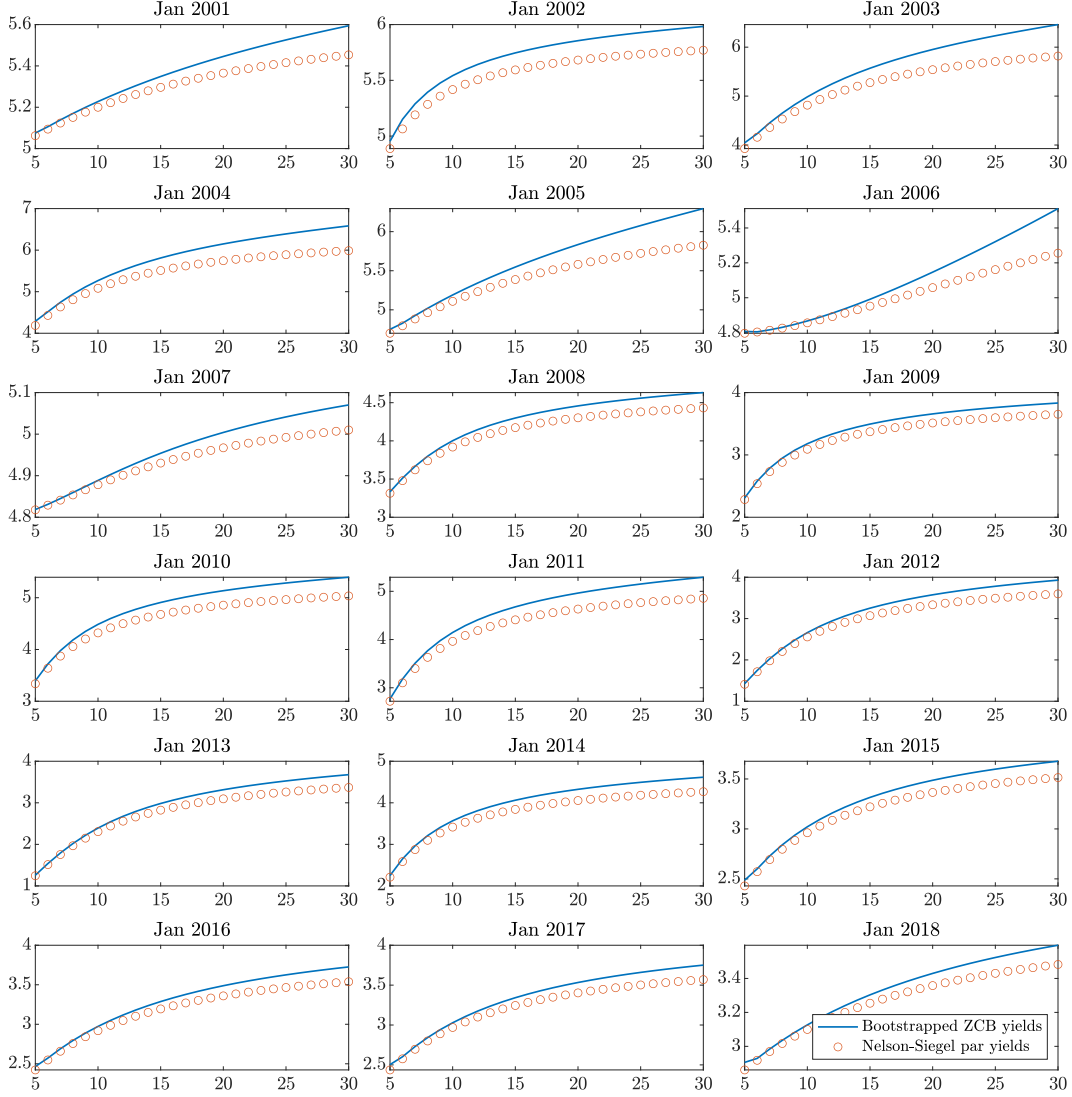 Jan 2001 Jan 2002 Jan 2003
5.6 6
6
5.4 5.5
5.2 5
5 5 4
5 10 15 20 25 30 5 10 15 20 25 30 5 10 15 20 25 30
Jan 2004 Jan 2005 Jan 2006
7 6 5.4
6 5.5 5.2
5 5 5
4 4.8
5 10 15 20 25 30 5 10 15 20 25 30 5 10 15 20 25 30
Jan 2007 Jan 2008 Jan 2009
5.1 4.5 4
5 4 3
4.9 3.5
4.8 3 2
5 10 15 20 25 30 5 10 15 20 25 30 5 10 15 20 25 30
Jan 2010 Jan 2011 Jan 2012
5 5 4
4 4 3
2
3 3 1
5 10 15 20 25 30 5 10 15 20 25 30 5 10 15 20 25 30
Jan 2013 Jan 2014 Jan 2015
4 5 3.5
3 4 3
2 3
1 2 2.5
5 10 15 20 25 30 5 10 15 20 25 30 5 10 15 20 25 30
Jan 2016 Jan 2017 Jan 2018
4 4 3.4
3.5 3.5 3.2
3 3 3
2.5 2.5
Bootstrapped ZCB yields
Nelson-Siegel par yields
5 10 15 20 25 30 5 10 15 20 25 30 5 10 15 20 25 30